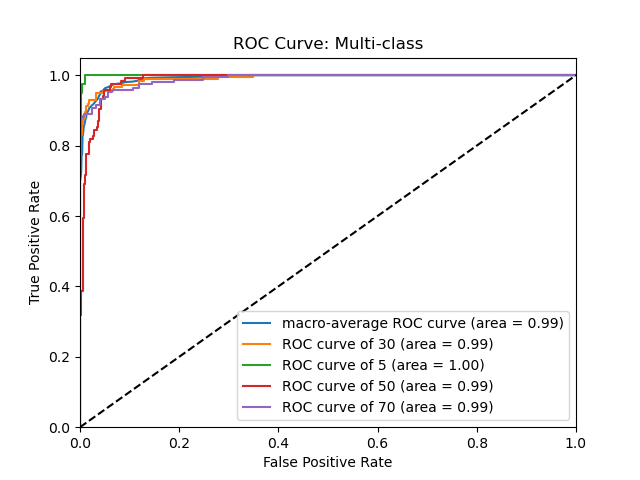 ROC Curve: Multi-class
1.0
0.8
0.6
0.4
0.2
0.0
True Positive Rate
macro-average ROC curve (area = 0.99)
ROC curve of 30 (area = 0.99)
ROC curve of 5 (area = 1.00)
ROC curve of 50 (area = 0.99)
ROC curve of 70 (area = 0.99)
0.0 0.2 0.4 0.6 0.8 1.0
False Positive Rate